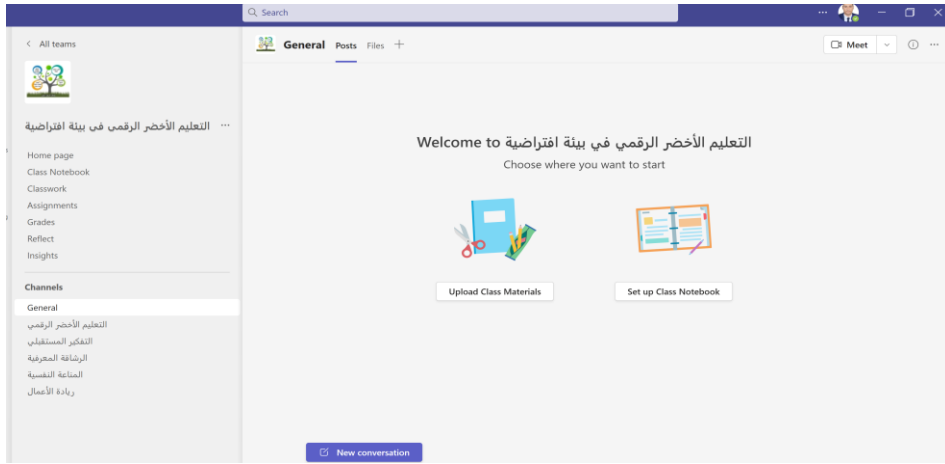 Search
All teams
التعليم الأخضر الرقمي في بيئة افتراضية
Home page
Class Notebook
Classwork
Assignments
Grades
Reflect
Insights
Channels
General
التعليم الأخضر الرقمي
التفكير المستقبلي
الرشاقة المعرفية
المناعة النفسية
ريادة الأعمال
General Posts Files
Meet
Welcome to التعليم الأخضر الرقمي في بيئة افتراضية
Choose where you want to start
Upload Class Materials
Set up Class Notebook
New conversation